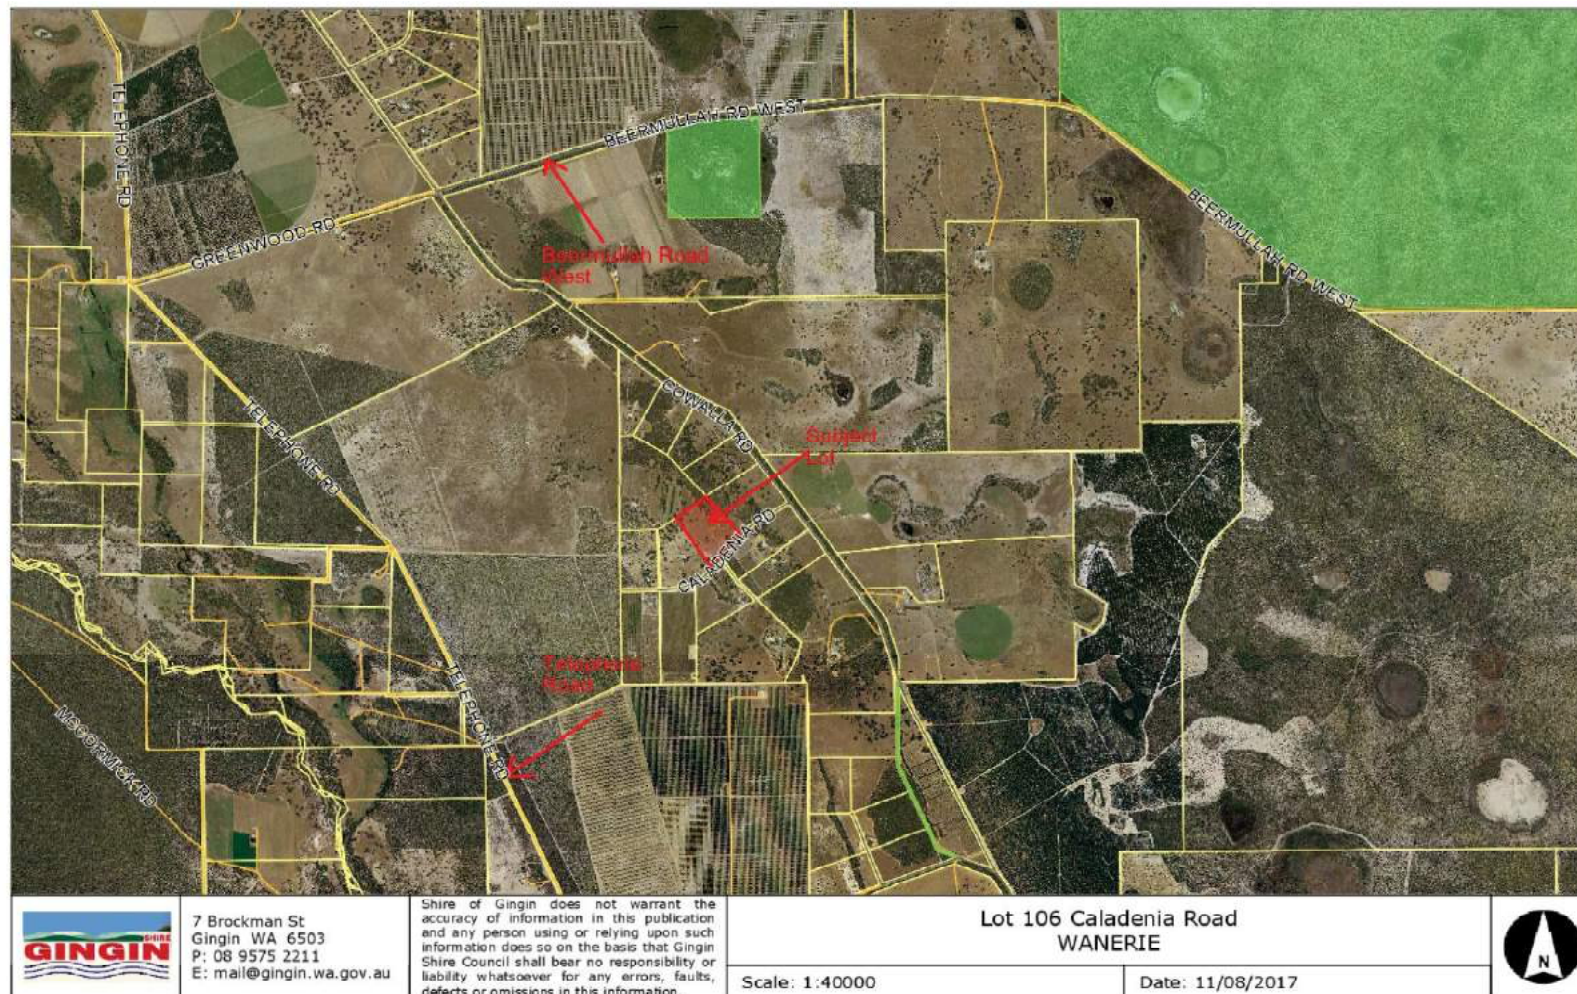 TELEPHONE RD
BEERMULLAH RD WEST
GREENWOOD RD
BEERMULLAH RD WEST
Beermullah Road
West
COWALLA RD
TELEPHONE RD
Subject
Lot
CALADENIA RD
Telephone
Road
TELEPHONE RD
MCCORMICK RD
GINGIN
SHIRE
7 Brockman St
Gingin WA 6503
P: 08 9575 2211
E: mail@gingin.wa.gov.au
Shire of Gingin does not warrant the
accuracy of information in this publication
and any person using or relying upon such
information does so on the basis that Gingin
Shire Council shall bear no responsibility or
liability whatsoever for any errors, faults,
defects or omissions in this information.
Lot 106 Caladenia Road
WANERIE
Scale: 1:40000
Date: 11/08/2017
N